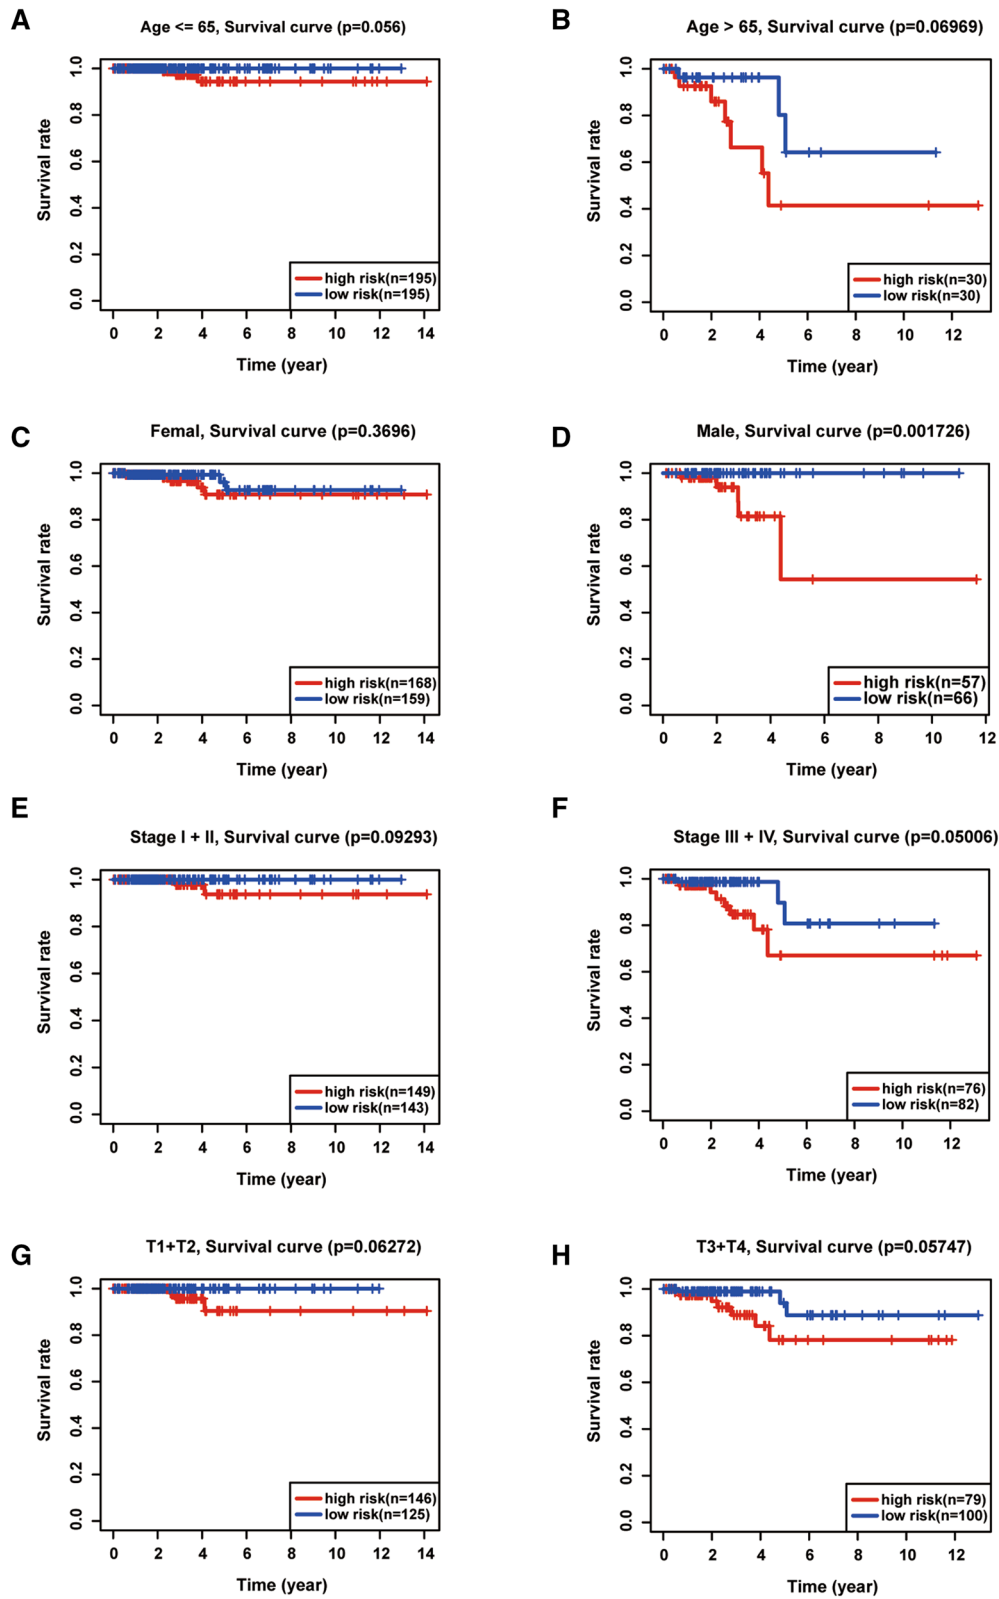 A
Age <= 65, Survival curve (p=0.056)
Survival rate
1.0
0.8
0.6
0.4
0.2
0.0
high risk(n=195)
low risk(n=195)
0 2 4 6 8 10 12 14
Time (year)
B
Age > 65, Survival curve (p=0.06969)
Survival rate
1.0
0.8
0.6
0.4
0.2
0.0
high risk(n=30)
low risk(n=30)
0 2 4 6 8 10 12
Time (year)
C
Femal, Survival curve (p=0.3696)
Survival rate
1.0
0.8
0.6
0.4
0.2
0.0
high risk(n=168)
low risk(n=159)
0 2 4 6 8 10 12 14
Time (year)
D
Male, Survival curve (p=0.001726)
Survival rate
1.0
0.8
0.6
0.4
0.2
0.0
high risk(n=57)
low risk(n=66)
0 2 4 6 8 10 12
Time (year)
E
Stage I + II, Survival curve (p=0.09293)
Survival rate
1.0
0.8
0.6
0.4
0.2
0.0
high risk(n=149)
low risk(n=143)
0 2 4 6 8 10 12 14
Time (year)
F
Stage III + IV, Survival curve (p=0.05006)
Survival rate
1.0
0.8
0.6
0.4
0.2
0.0
high risk(n=76)
low risk(n=82)
0 2 4 6 8 10 12
Time (year)
G
T1+T2, Survival curve (p=0.06272)
Survival rate
1.0
0.8
0.6
0.4
0.2
0.0
high risk(n=146)
low risk(n=125)
0 2 4 6 8 10 12 14
Time (year)
H
T3+T4, Survival curve (p=0.05747)
Survival rate
1.0
0.8
0.6
0.4
0.2
0.0
high risk(n=79)
low risk(n=100)
0 2 4 6 8 10 12
Time (year)